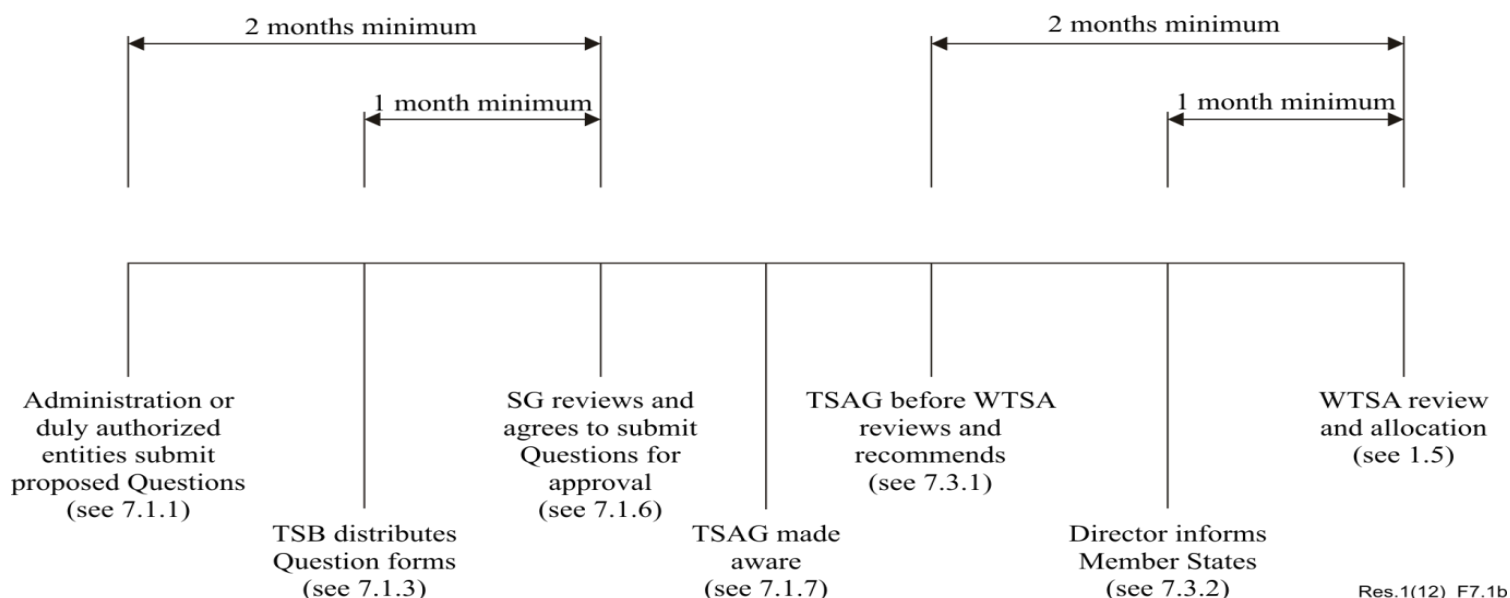 2 months minimum
2 months minimum
1 month minimum
1 month minimum
Administration or
duly authorized
entities submit
proposed Questions
(see 7.1.1)
TSB distributes
Question forms
(see 7.1.3)
SG reviews and
agrees to submit
Questions for
approval
(see 7.1.6)
TSAG made
aware
(see 7.1.7)
TSAG before WTSA
reviews and
recommends
(see 7.3.1)
Director informs
Member States
(see 7.3.2)
WTSA review
and allocation
(see 1.5)
Res.1(12)_F7.1b